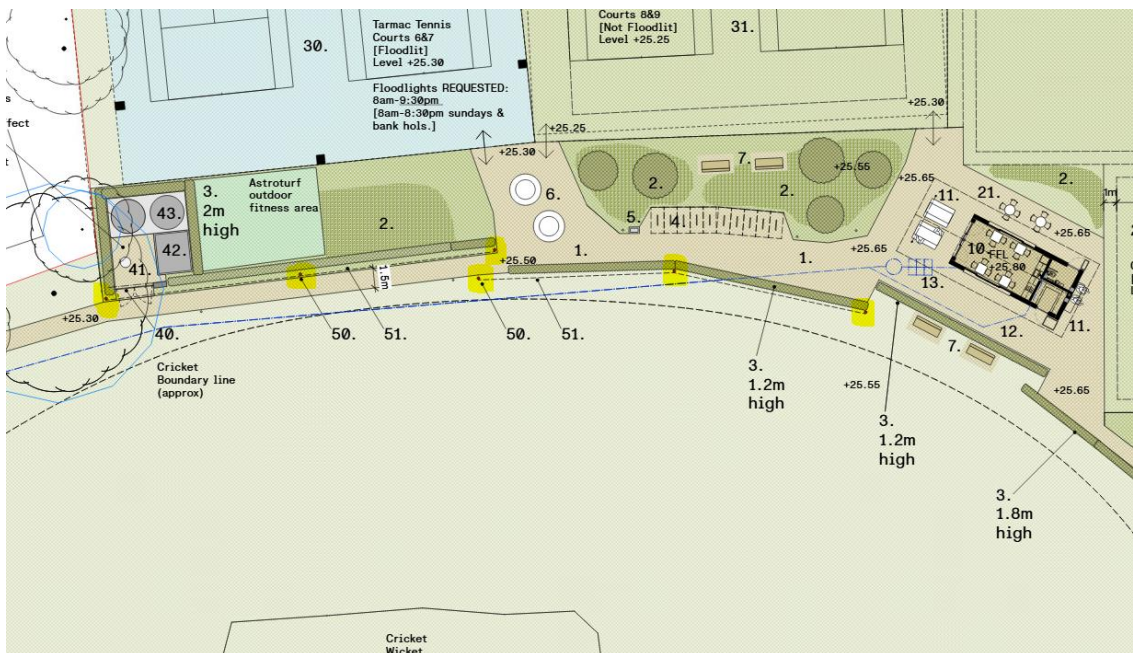 Tarmac Tennis
Courts 6&7
[Floodlit]
Level +25.30
30.
Floodlights REQUESTED:
8am-9:30pm
[8am-8:30pm sundays &
bank hols.]
Courts 8&9
[Not Floodlit]
Level +25.25
31.
s
fect
t
+25.30
+25.25
+25.30
3.
2m
high
Astroturf
outdoor
fitness area
43.
42.
41.
2.
6.
5.
4.
2.
7.
2.
+25.55
+25.65
11.
21.
2.
1m
+25.65
10.
FFL
+25.80
13.
12.
11.
1.
1.
+25.65
+25.50
1.5m
+25.30
40.
50.
51.
50.
51.
Cricket
Boundary line
(approx)
3.
1.2m
high
+25.55
7.
+25.65
3.
1.2m
high
3.
1.8m
high
Cricket
Wicket